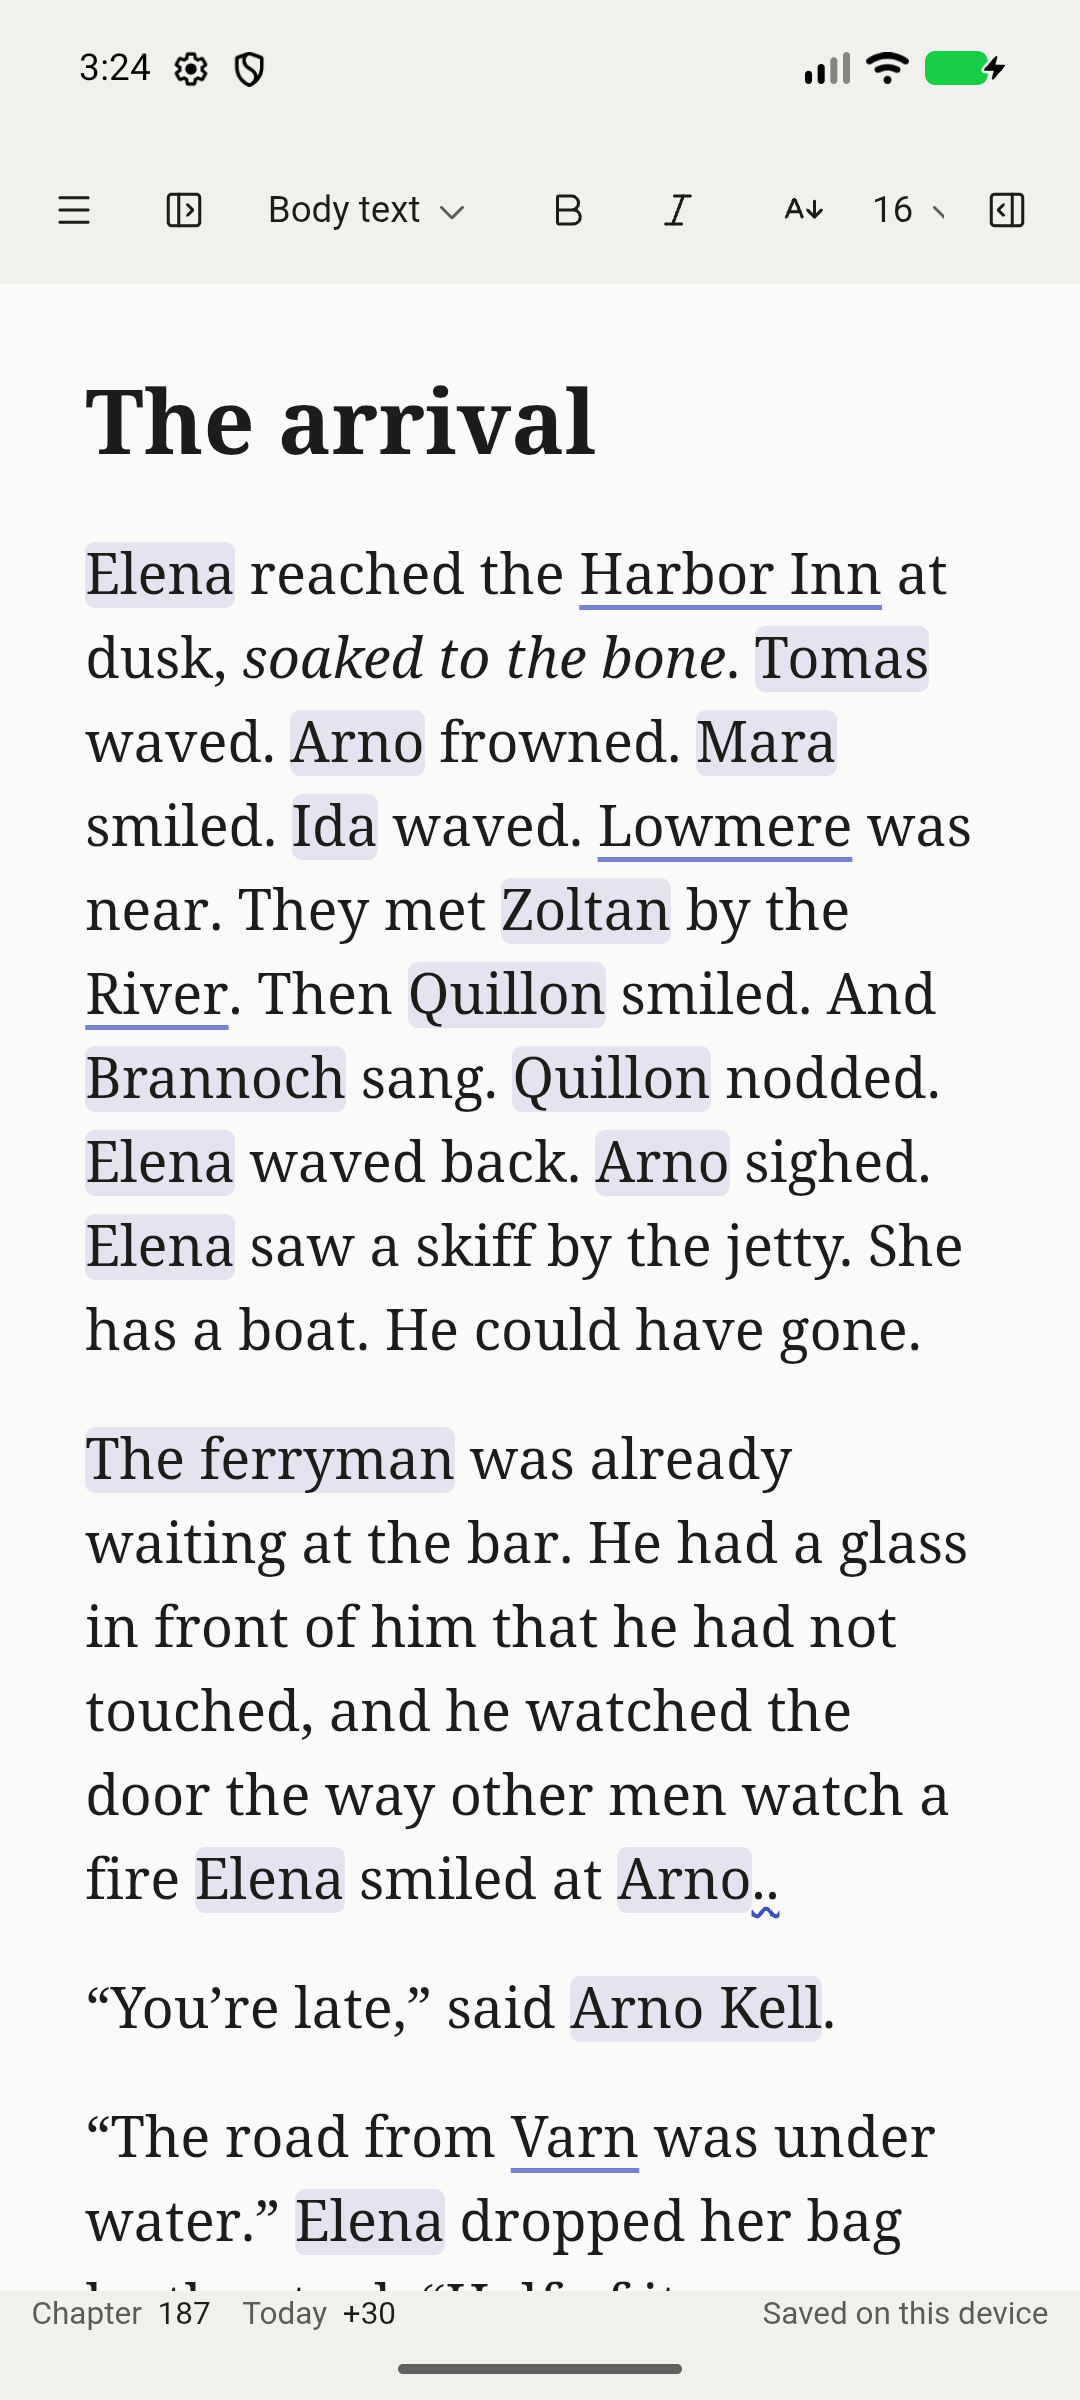 3:24
Body text
16
The arrival
Elena reached the Harbor Inn at
dusk, soaked to the bone. Tomas
waved. Arno frowned. Mara
smiled. Ida waved. Lowmere was
near. They met Zoltan by the
River. Then Quillon smiled. And
Brannoch sang. Quillon nodded.
Elena waved back. Arno sighed.
Elena saw a skiff by the jetty. She
has a boat. He could have gone.
The ferryman was already
waiting at the bar. He had a glass
in front of him that he had not
touched, and he watched the
door the way other men watch a
fire Elena smiled at Arno..
“You’re late,” said Arno Kell.
“The road from Varn was under
water.” Elena dropped her bag
Chapter 187 Today +30
Saved on this device